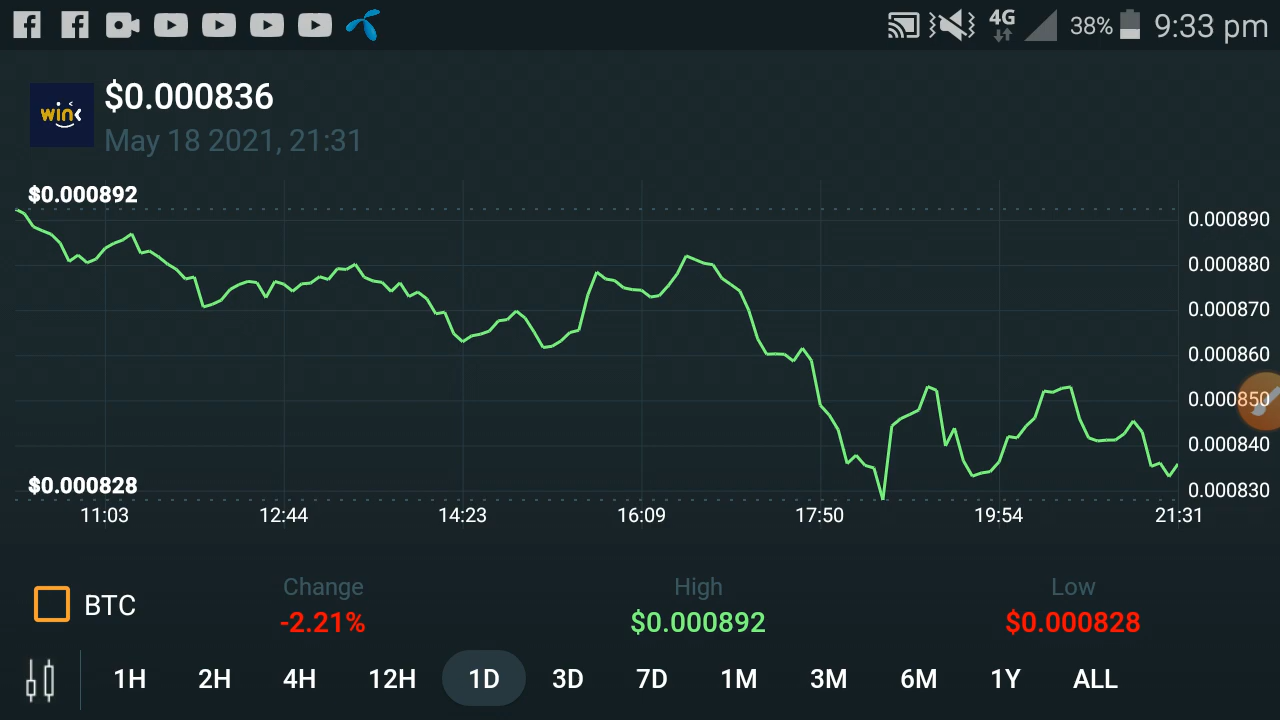 4G 38% 9:33 pm
wink $0.000836
May 18 2021, 21:31
$0.000892
0.000890
0.000880
0.000870
0.000860
0.000850
0.000840
$0.000828
0.000830
11:03 12:44 14:23 16:09 17:50 19:54 21:31
Change High Low
BTC -2.21% $0.000892 $0.000828
1H 2H 4H 12H 1D 3D 7D 1M 3M 6M 1Y ALL